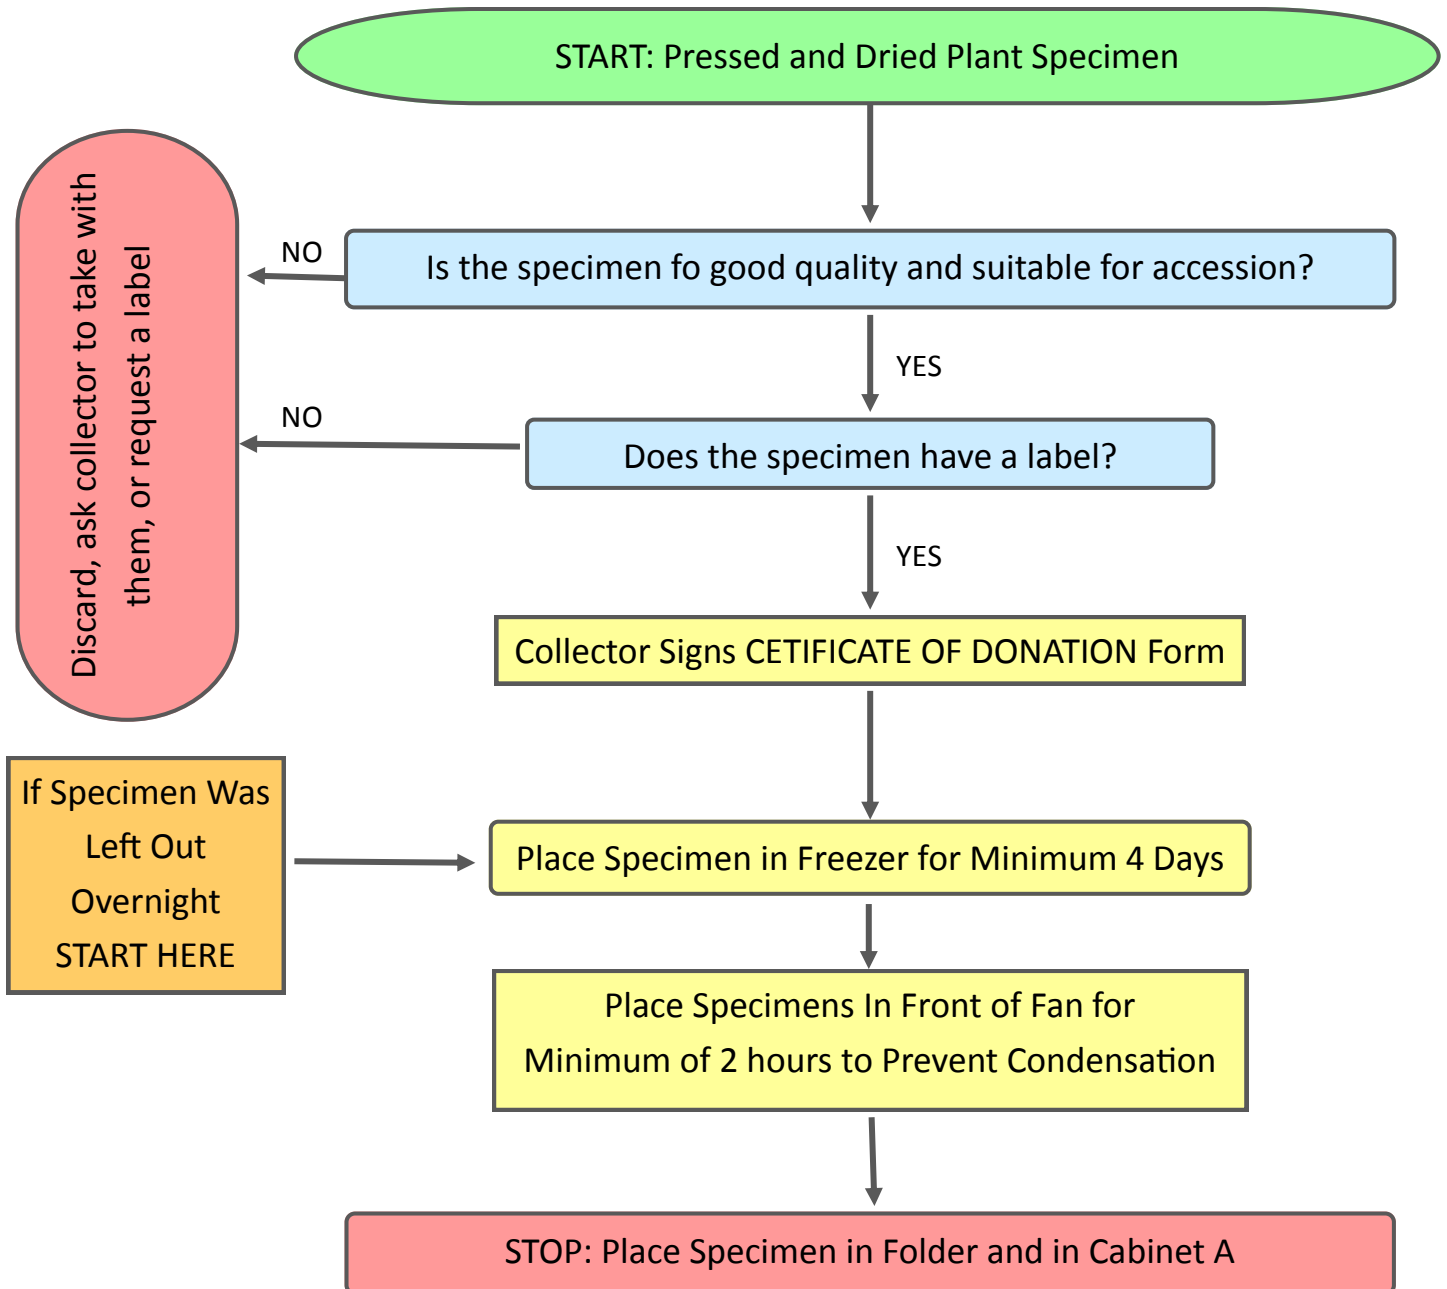 START: Pressed and Dried Plant Specimen
Is the specimen fo good quality and suitable for accession?
NO
Discard, ask collector to take with
them, or request a label
YES
Does the specimen have a label?
NO
YES
Collector Signs CETIFICATE OF DONATION Form
If Specimen Was
Left Out
Overnight
START HERE
Place Specimen in Freezer for Minimum 4 Days
Place Specimens In Front of Fan for
Minimum of 2 hours to Prevent Condensation
STOP: Place Specimen in Folder and in Cabinet A